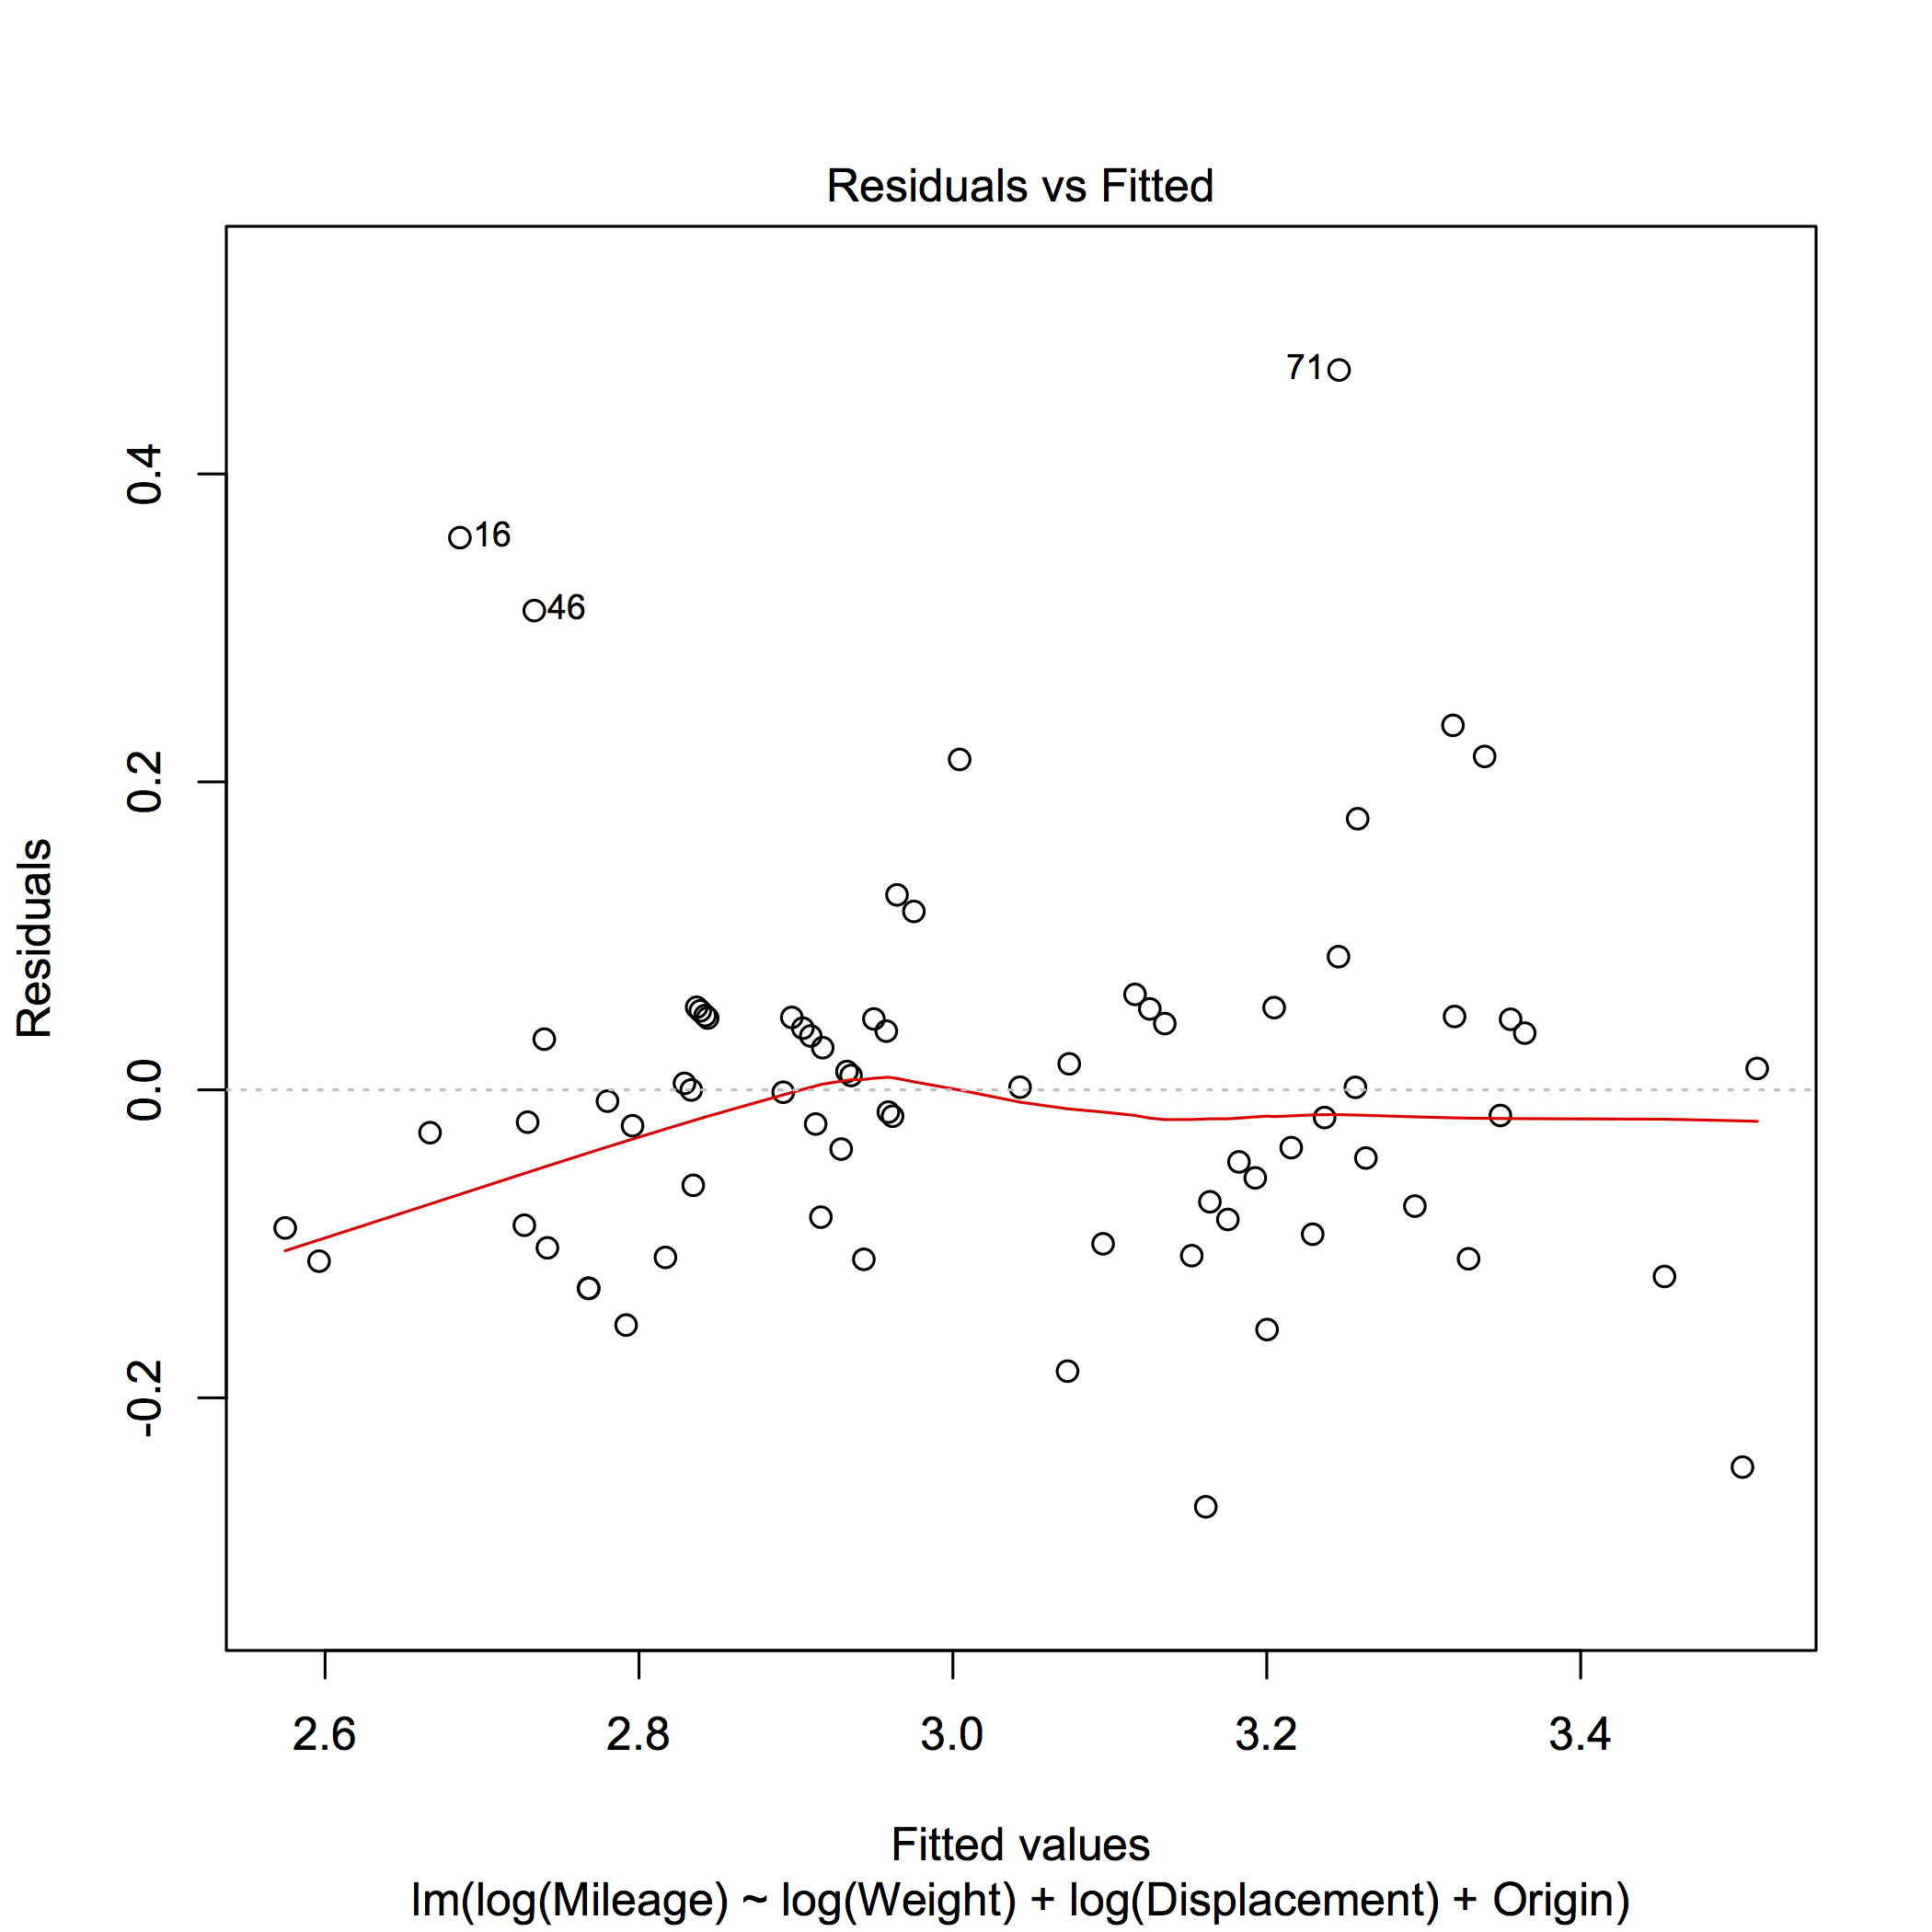 Residuals vs Fitted
71
16
46
0.4
0.2
0.0
-0.2
Residuals
2.6 2.8 3.0 3.2 3.4
Fitted values
lm(log(Mileage) ~ log(Weight) + log(Displacement) + Origin)